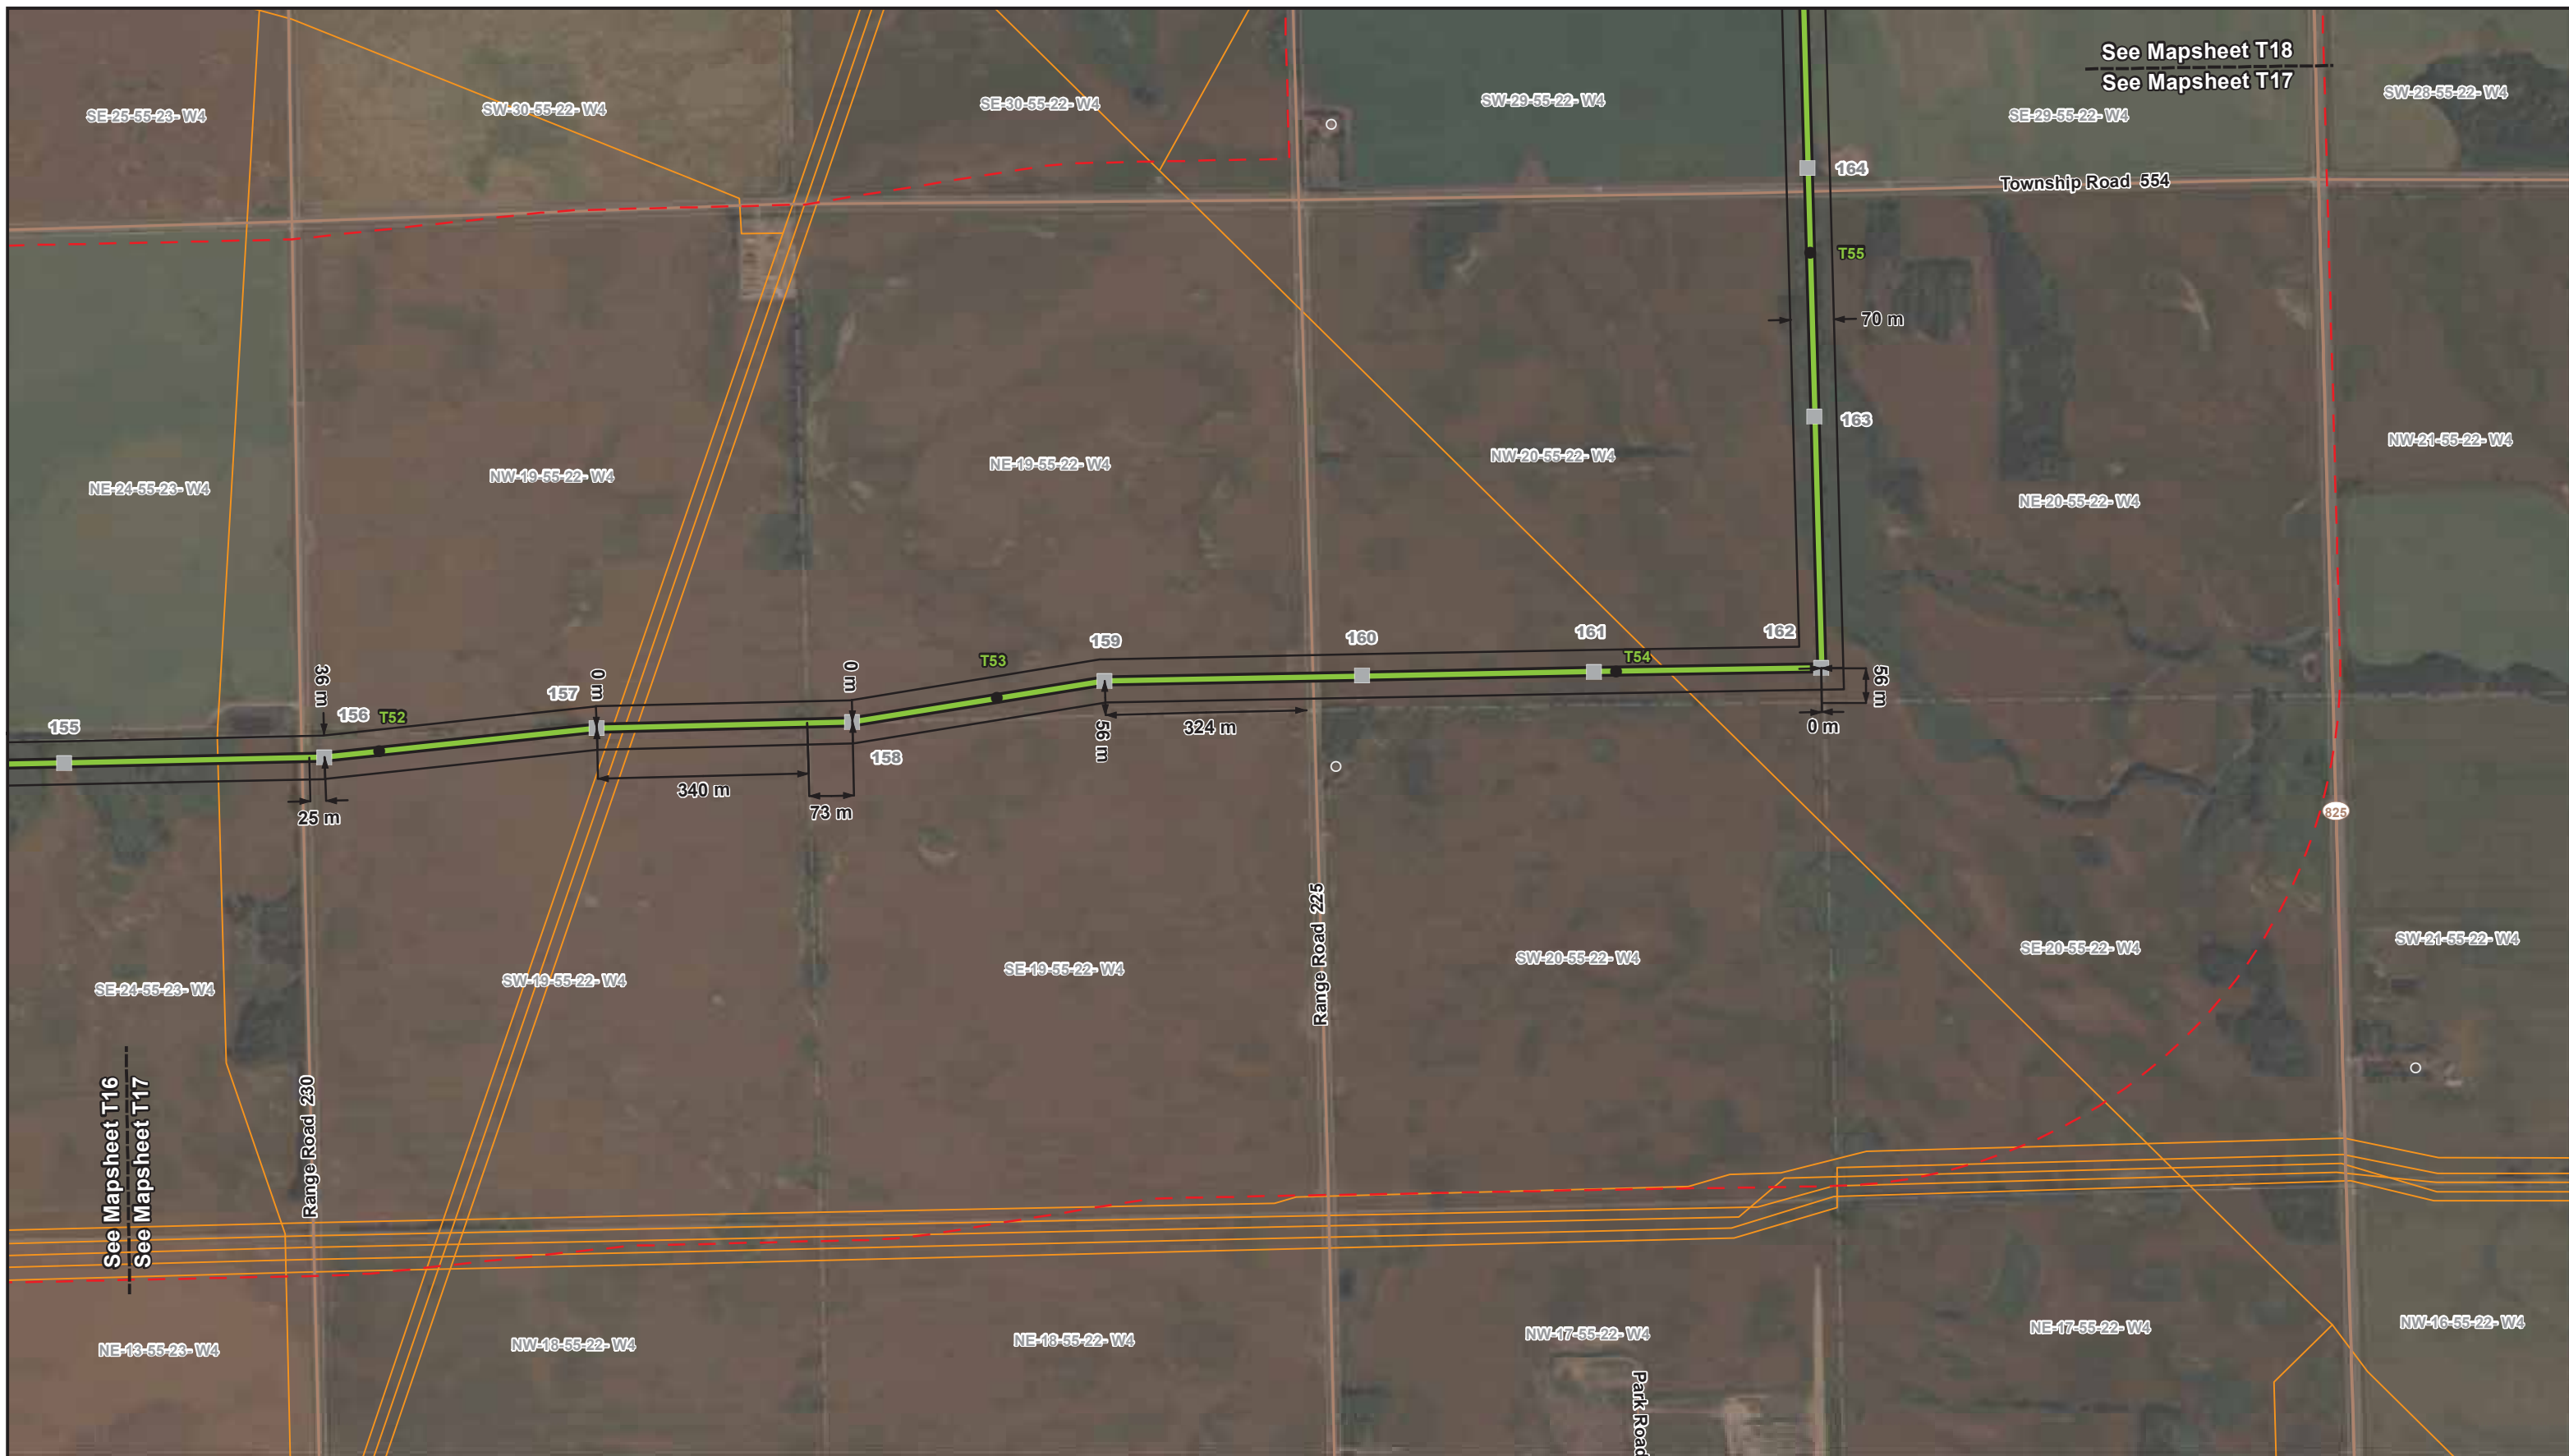 See Mapsheet T18
See Mapsheet T17
SE-25-55-23- W4
SW-30-55-22- W4
SE-30-55-22- W4
SW-29-55-22- W4
SE-29-55-22- W4
SW-28-55-22- W4
164
Township Road 554
T55
70 m
163
NE-24-55-23- W4
NW-19-55-22- W4
NE-19-55-22- W4
NW-20-55-22- W4
NE-20-55-22- W4
NW-21-55-22- W4
155
36 m
156
T52
157
0 m
0 m
T53
159
160
161
T54
162
56 m
25 m
340 m
73 m
158
56 m
324 m
0 m
825
Range Road 225
SE-24-55-23- W4
SW-19-55-22- W4
SE-19-55-22- W4
SW-20-55-22- W4
SE-20-55-22- W4
SW-21-55-22- W4
See Mapsheet T16
See Mapsheet T17
Range Road 230
NE-13-55-23- W4
NW-18-55-22- W4
NE-18-55-22- W4
NW-17-55-22- W4
NE-17-55-22- W4
NW-16-55-22- W4
Park Road